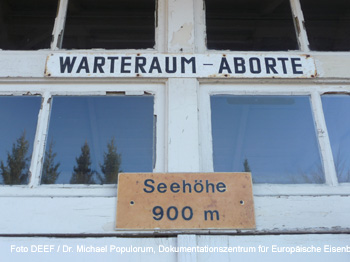 WARTERAUM - ABORTE
Seehöhe
900 m
Foto DEEF / Dr. Michael Populorum, Dokumentationszentrum für Europäische Eisenb